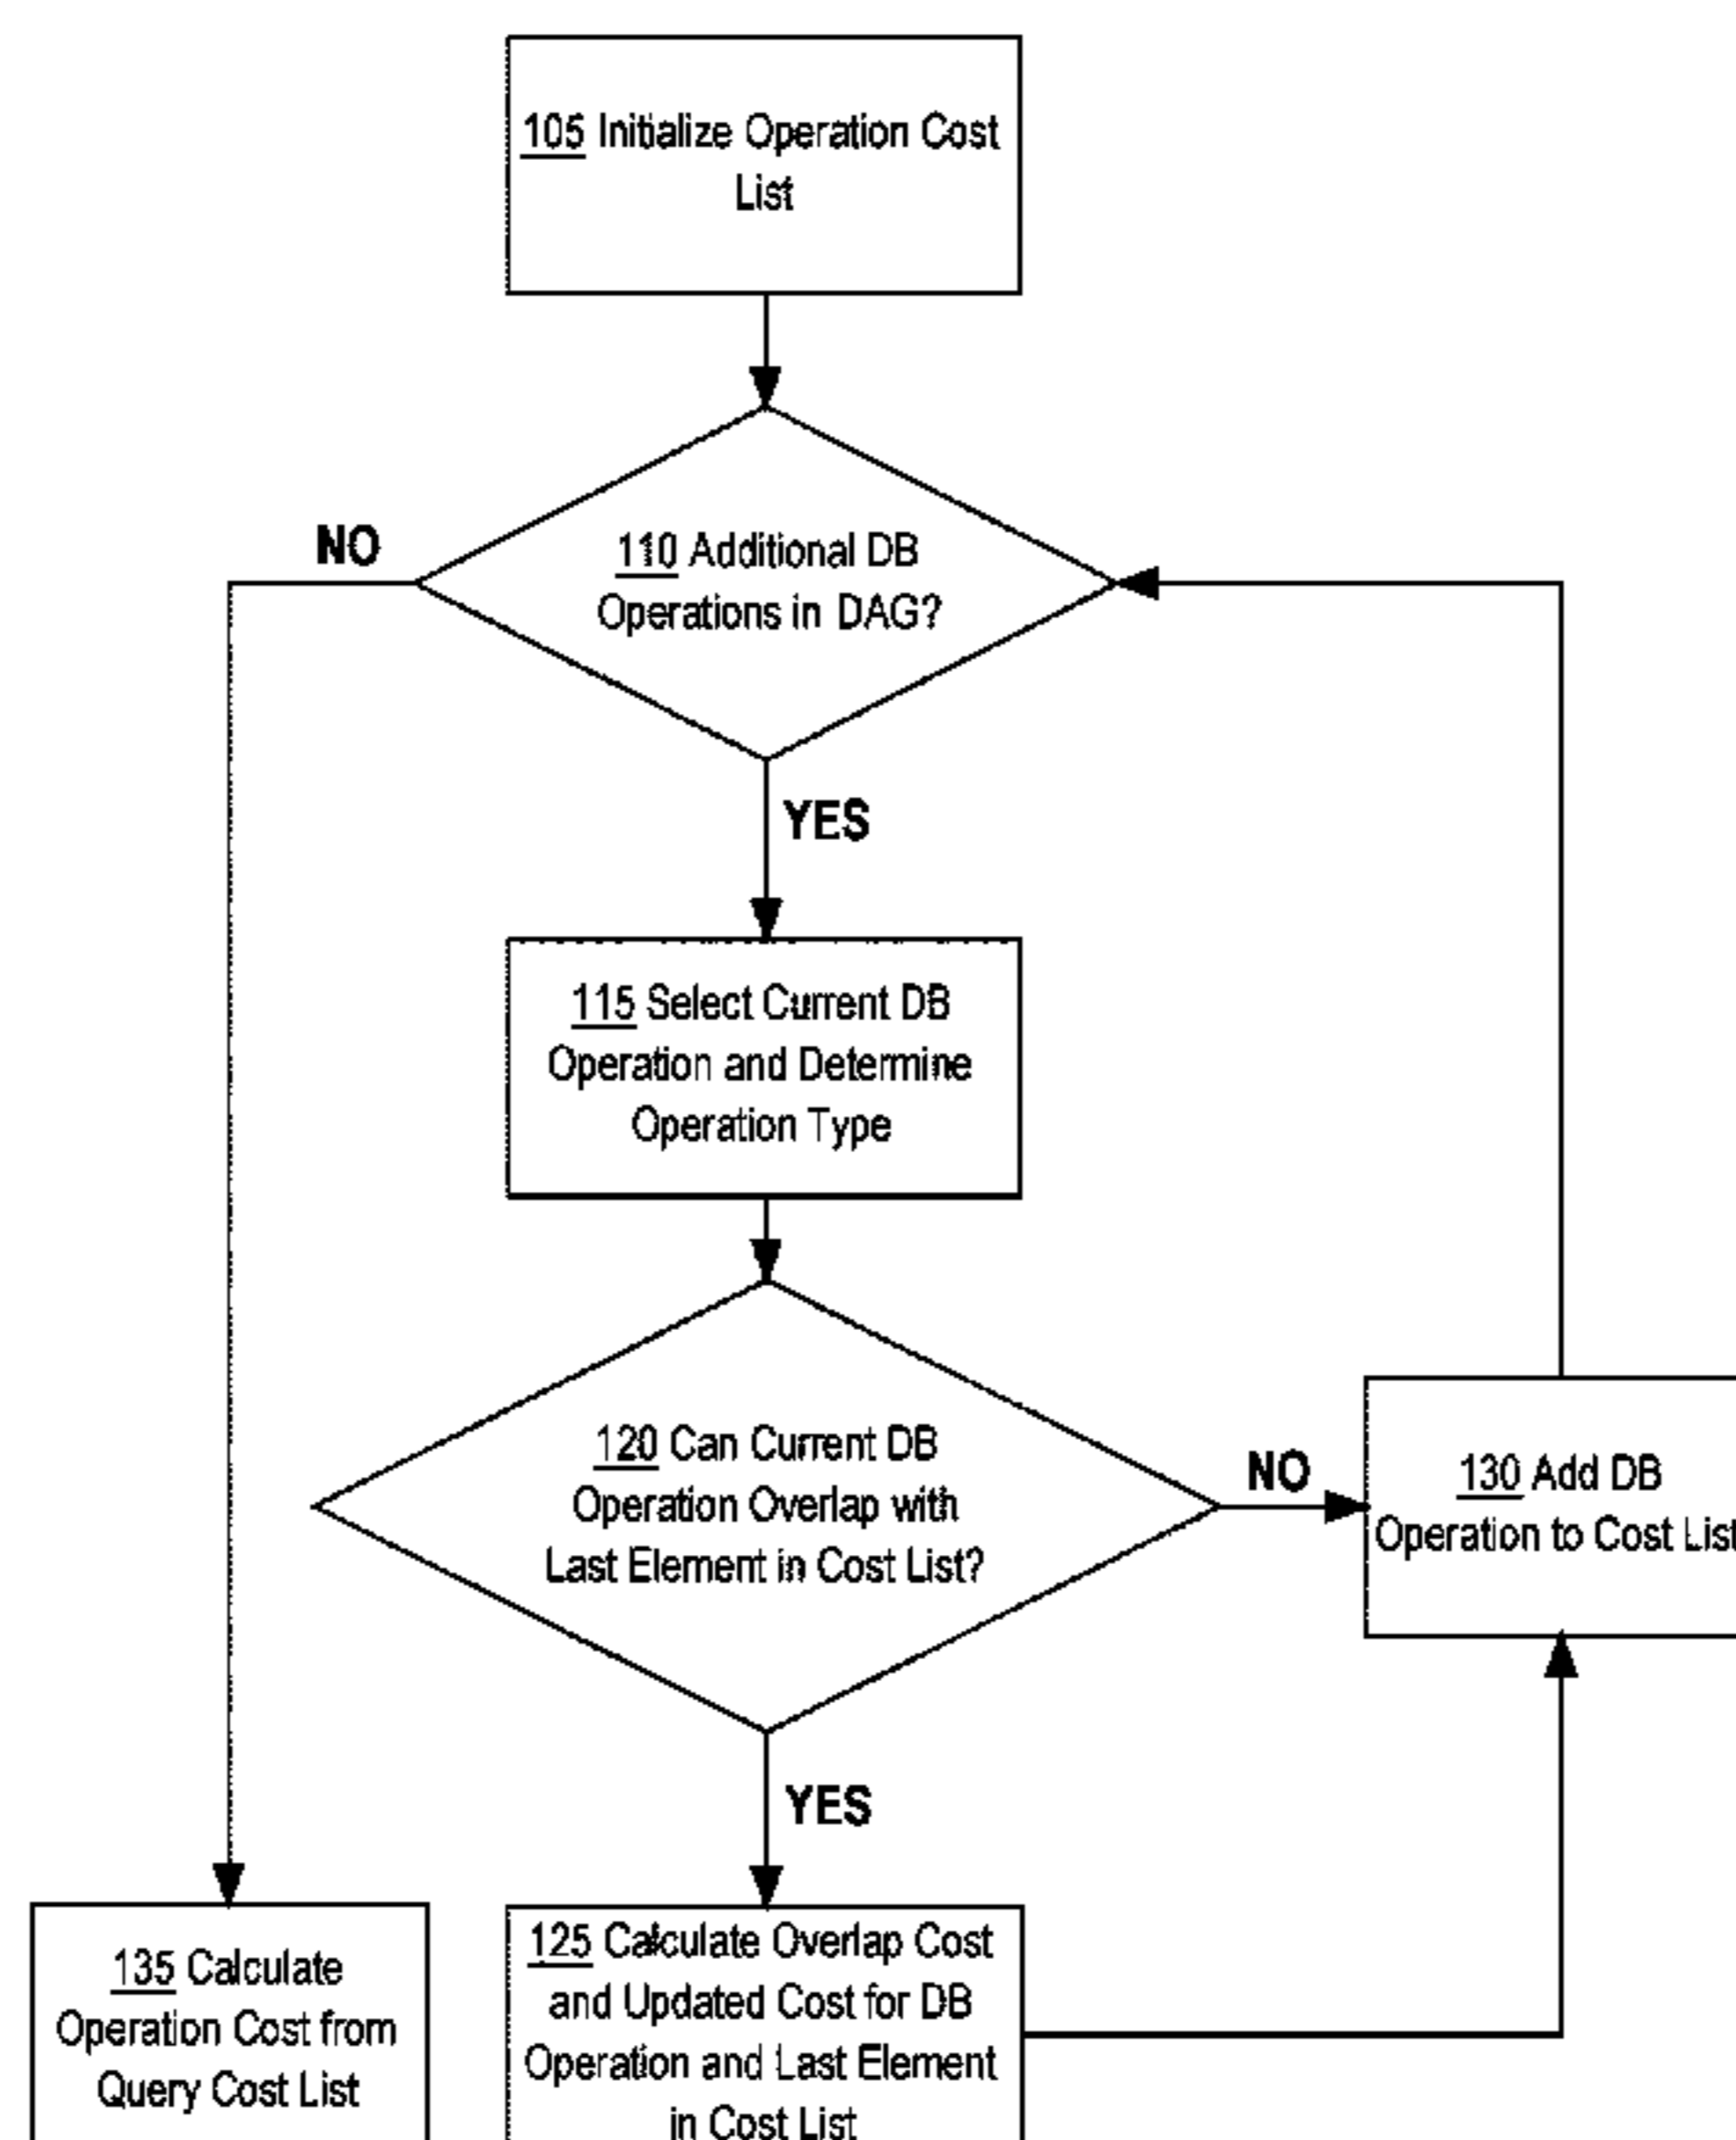 105 Initialize Operation Cost
List
NO
110 Additional DB
Operations in DAG?
YES
115 Select Current DB
Operation and Determine
Operation Type
120 Can Current DB
Operation Overlap with
Last Element in Cost List?
NO
130 Add DB
Operation to Cost List
YES
125 Calculate Overlap Cost
and Updated Cost for DB
Operation and Last Element
in Cost List
135 Calculate
Operation Cost from
Query Cost List